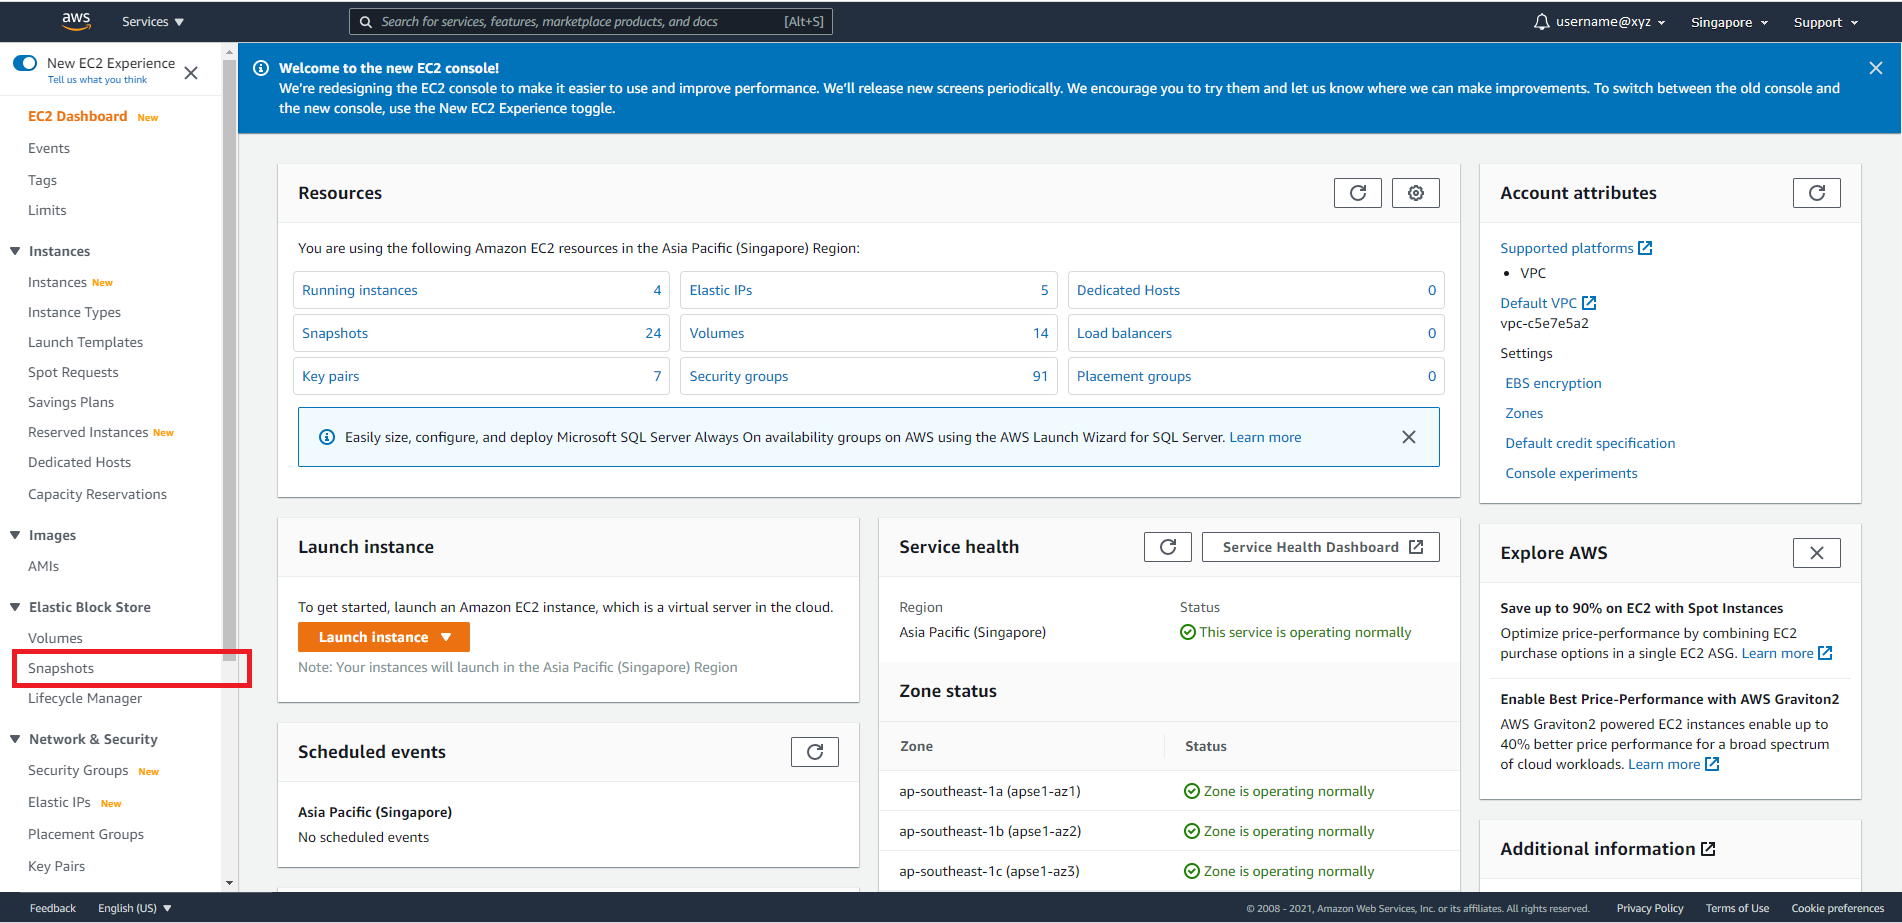 aws
Services
Search for services, features, marketplace products, and docs [Alt+S]
username@xyz
Singapore
Support
New EC2 Experience
Tell us what you think
EC2 Dashboard New
Events
Tags
Limits
Instances
Instances New
Instance Types
Launch Templates
Spot Requests
Savings Plans
Reserved Instances New
Dedicated Hosts
Capacity Reservations
Images
AMIs
Elastic Block Store
Volumes
Snapshots
Lifecycle Manager
Network & Security
Security Groups New
Elastic IPs New
Placement Groups
Key Pairs
Welcome to the new EC2 console!
We're redesigning the EC2 console to make it easier to use and improve performance. We'll release new screens periodically. We encourage you to try them and let us know where we can make improvements. To switch between the old console and
the new console, use the New EC2 Experience toggle.
Resources
You are using the following Amazon EC2 resources in the Asia Pacific (Singapore) Region:
Running instances 4
Elastic IPs 5
Dedicated Hosts 0
Snapshots 24
Volumes 14
Load balancers 0
Key pairs 7
Security groups 91
Placement groups 0
Easily size, configure, and deploy Microsoft SQL Server Always On availability groups on AWS using the AWS Launch Wizard for SQL Server. Learn more
Launch instance
To get started, launch an Amazon EC2 instance, which is a virtual server in the cloud.
Launch instance
Note: Your instances will launch in the Asia Pacific (Singapore) Region
Scheduled events
Asia Pacific (Singapore)
No scheduled events
Service health
Service Health Dashboard
Region
Status
Asia Pacific (Singapore)
This service is operating normally
Zone status
Zone
Status
ap-southeast-1a (apse1-az1)
Zone is operating normally
ap-southeast-1b (apse1-az2)
Zone is operating normally
ap-southeast-1c (apse1-az3)
Zone is operating normally
Account attributes
Supported platforms
• VPC
Default VPC
vpc-c5e7e5a2
Settings
EBS encryption
Zones
Default credit specification
Console experiments
Explore AWS
Save up to 90% on EC2 with Spot Instances
Optimize price-performance by combining EC2
purchase options in a single EC2 ASG. Learn more
Enable Best Price-Performance with AWS Graviton2
AWS Graviton2 powered EC2 instances enable up to
40% better price performance for a broad spectrum
of cloud workloads. Learn more
Additional information
Feedback
English (US)
© 2008 - 2021, Amazon Web Services, Inc. or its affiliates. All rights reserved.
Privacy Policy
Terms of Use
Cookie preferences